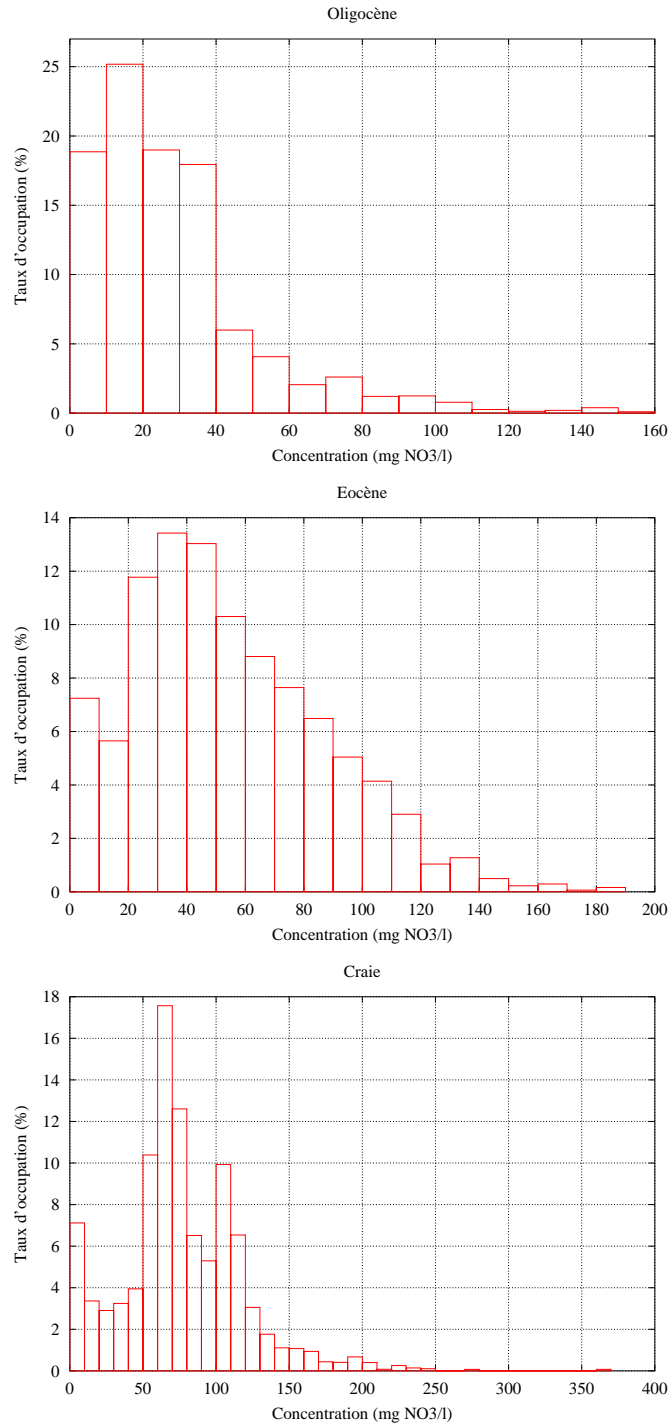 Oligocène
25
20
15
10
5
0
Taux d'occupation (%)
0 20 40 60 80 100 120 140 160
Concentration (mg NO3/l)
Eocène
14
12
10
8
6
4
2
0
Taux d'occupation (%)
0 20 40 60 80 100 120 140 160 180 200
Concentration (mg NO3/l)
Craie
18
16
14
12
10
8
6
4
2
0
Taux d'occupation (%)
0 50 100 150 200 250 300 350 400
Concentration (mg NO3/l)